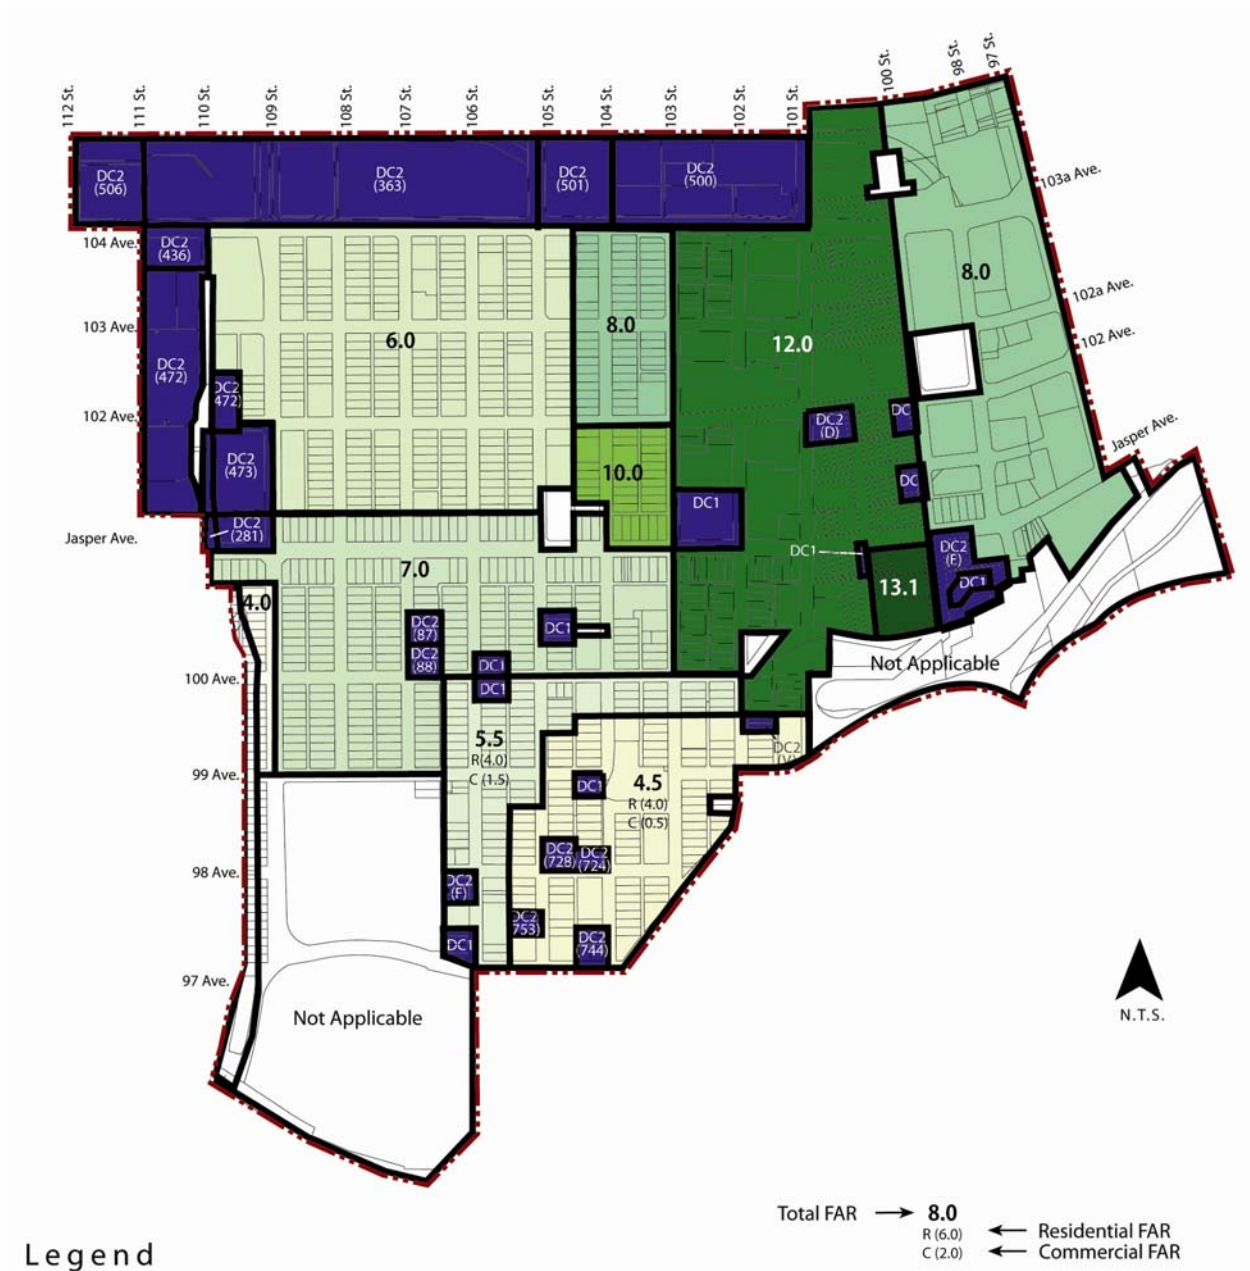 112 St.
111 St.
110 St.
109 St.
108 St.
107 St.
106 St.
105 St.
104 St.
103 St.
102 St.
101 St.
100 St.
98 St.
97 St.
DC2
(506)
DC2
(363)
DC2
(501)
DC2
(500)
103a Ave.
104 Ave.
DC2
(436)
8.0
102a Ave.
103 Ave.
6.0
8.0
12.0
102 Ave.
DC2
(472)
DC2
472)
102 Ave.
DC2
(D)
DC
Jasper Ave.
DC2
(473)
10.0
DC
DC1
Jasper Ave.
DC2
(281)
DC1
DC2
(E)
DC1
7.0
13.1
4.0
DC2
(87)
DC1
DC2
(88)
DC1
Not Applicable
100 Ave.
DC1
5.5
R(4.0)
C (1.5)
DC2
(V)
99 Ave.
DC1
4.5
R (4.0)
C (0.5)
DC2
(728)
DC2
(724)
98 Ave.
DC2
(F)
DC2
753)
DC1
DC2
(744)
97 Ave.
Not Applicable
N.T.S.
Total FAR
8.0
R (6.0)
Residential FAR
C (2.0)
Commercial FAR
Legend